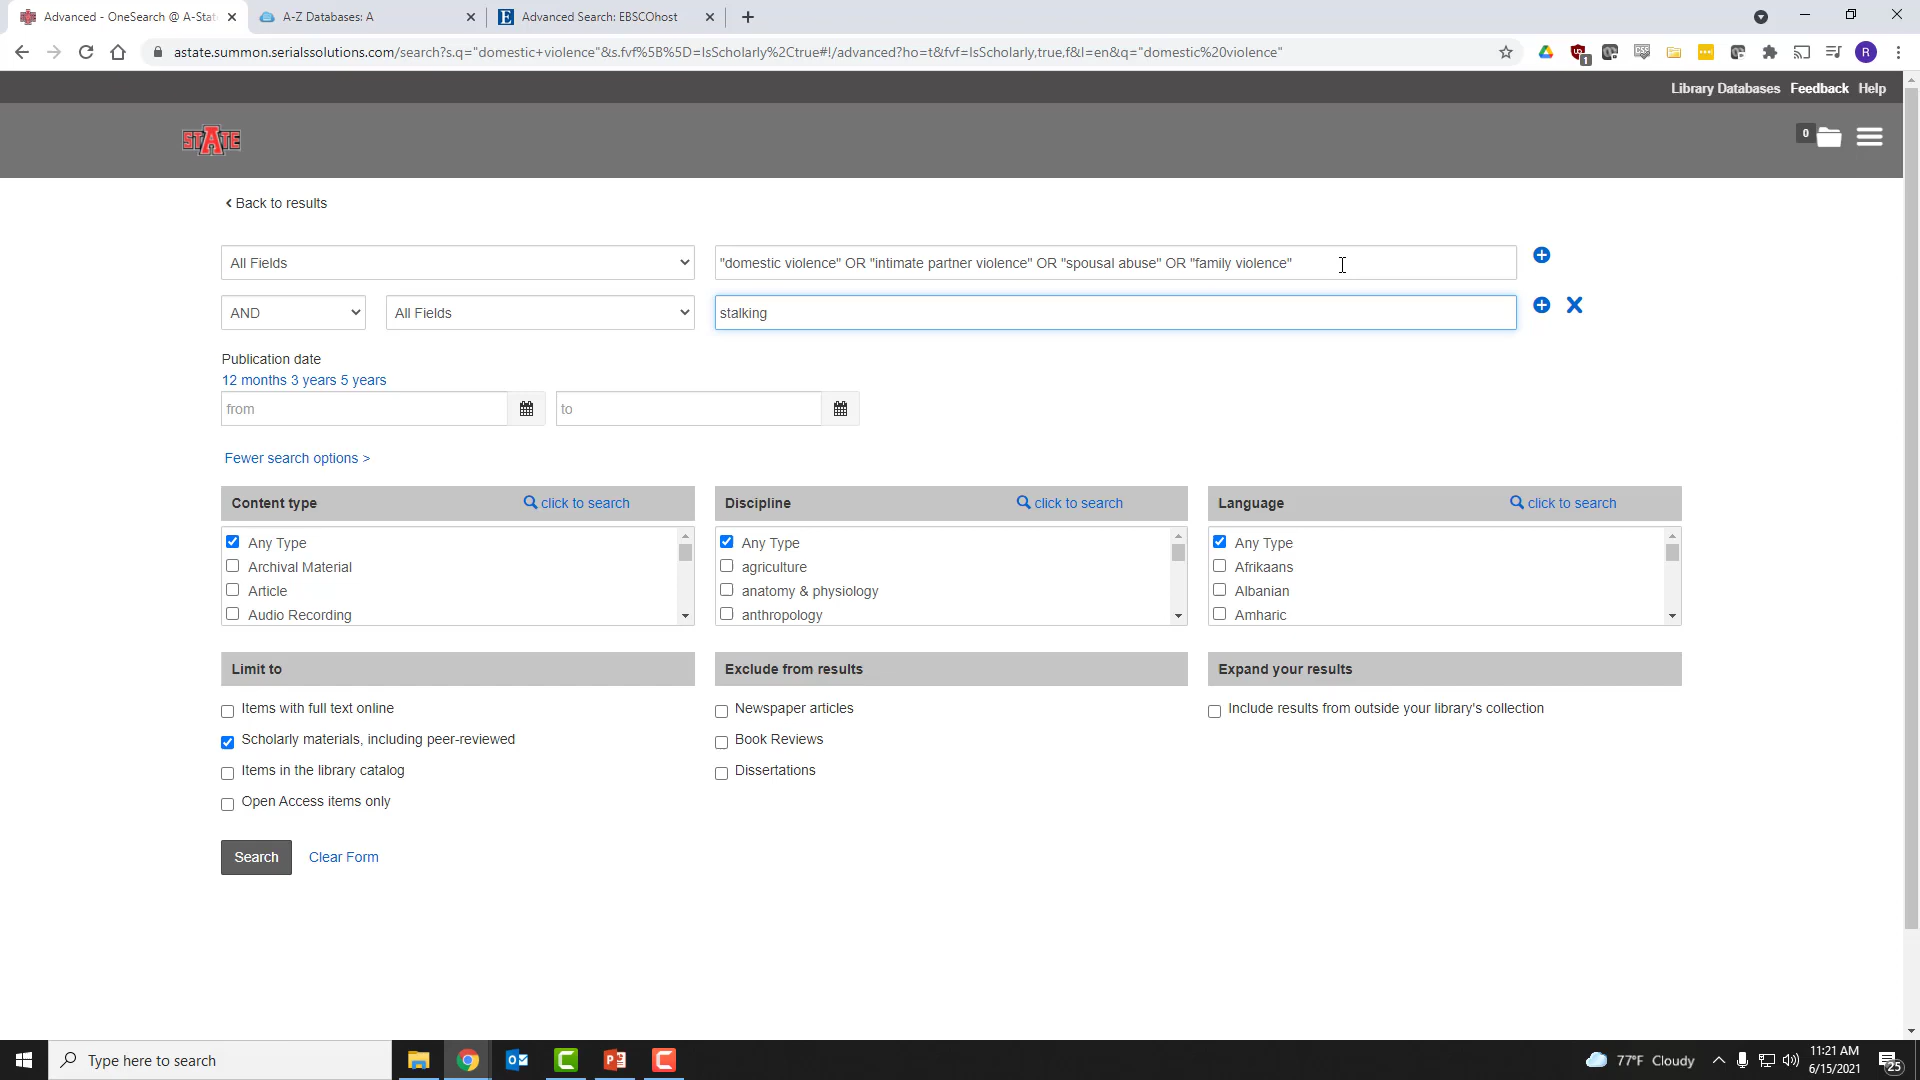 Advanced - OneSearch @ A-Stat
A-Z Databases: A
Advanced Search: EBSCOhost
astate.summon.serialssolutions.com/search?s.q="domestic+violence"&s.fvf%5B%5D=IsScholarly%2Ctrue#!/advanced?ho=t&fvf=IsScholarly,true,f&l=en&q="domestic%20violence"
1
R
Library Databases Feedback Help
STATE
0
Back to results
All Fields
"domestic violence" OR "intimate partner violence" OR "spousal abuse" OR "family violence"
AND
All Fields
stalking
Publication date
12 months 3 years 5 years
from
to
Fewer search options >
Content type
click to search
Any Type
Archival Material
Article
Audio Recording
Discipline
click to search
Any Type
agriculture
anatomy & physiology
anthropology
Language
click to search
Any Type
Afrikaans
Albanian
Amharic
Limit to
Items with full text online
Scholarly materials, including peer-reviewed
Items in the library catalog
Open Access items only
Exclude from results
Newspaper articles
Book Reviews
Dissertations
Expand your results
Include results from outside your library's collection
Search
Clear Form
Type here to search
77°F Cloudy
11:21 AM
6/15/2021
25